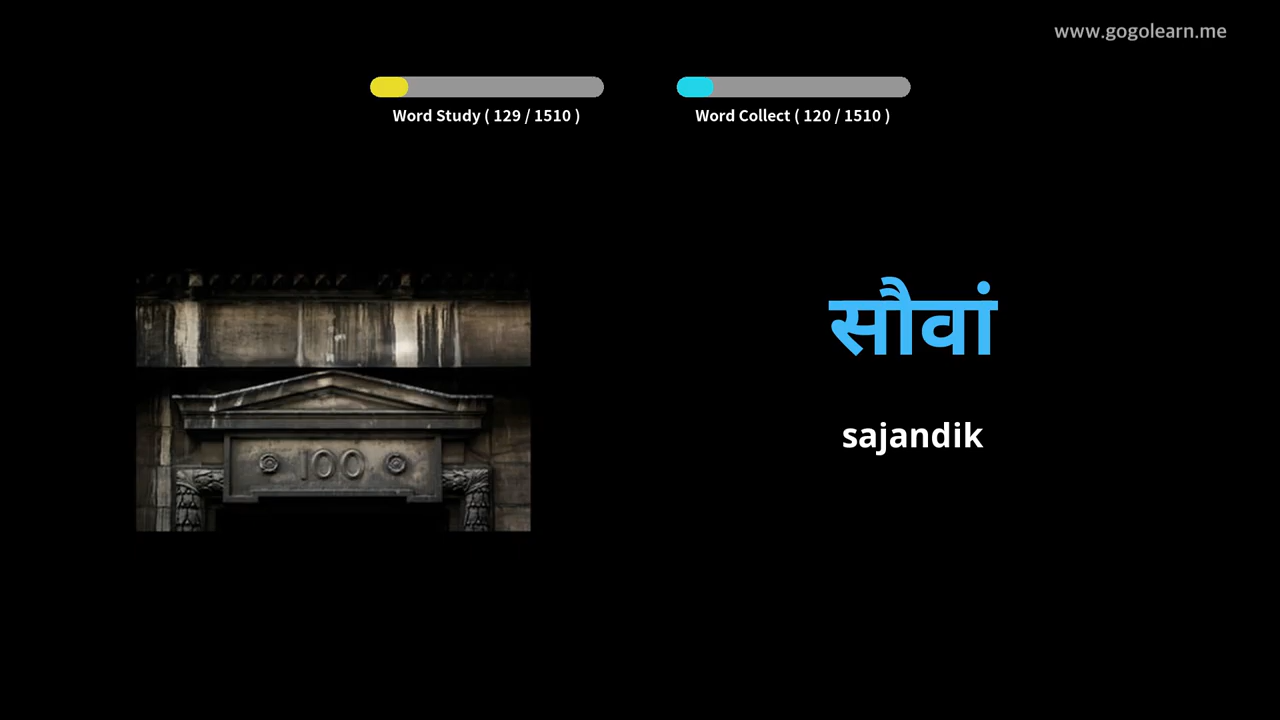 www.gogolearn.me
Word Study ( 129 / 1510 )
Word Collect ( 120 / 1510 )
सौवां
sajandik
100